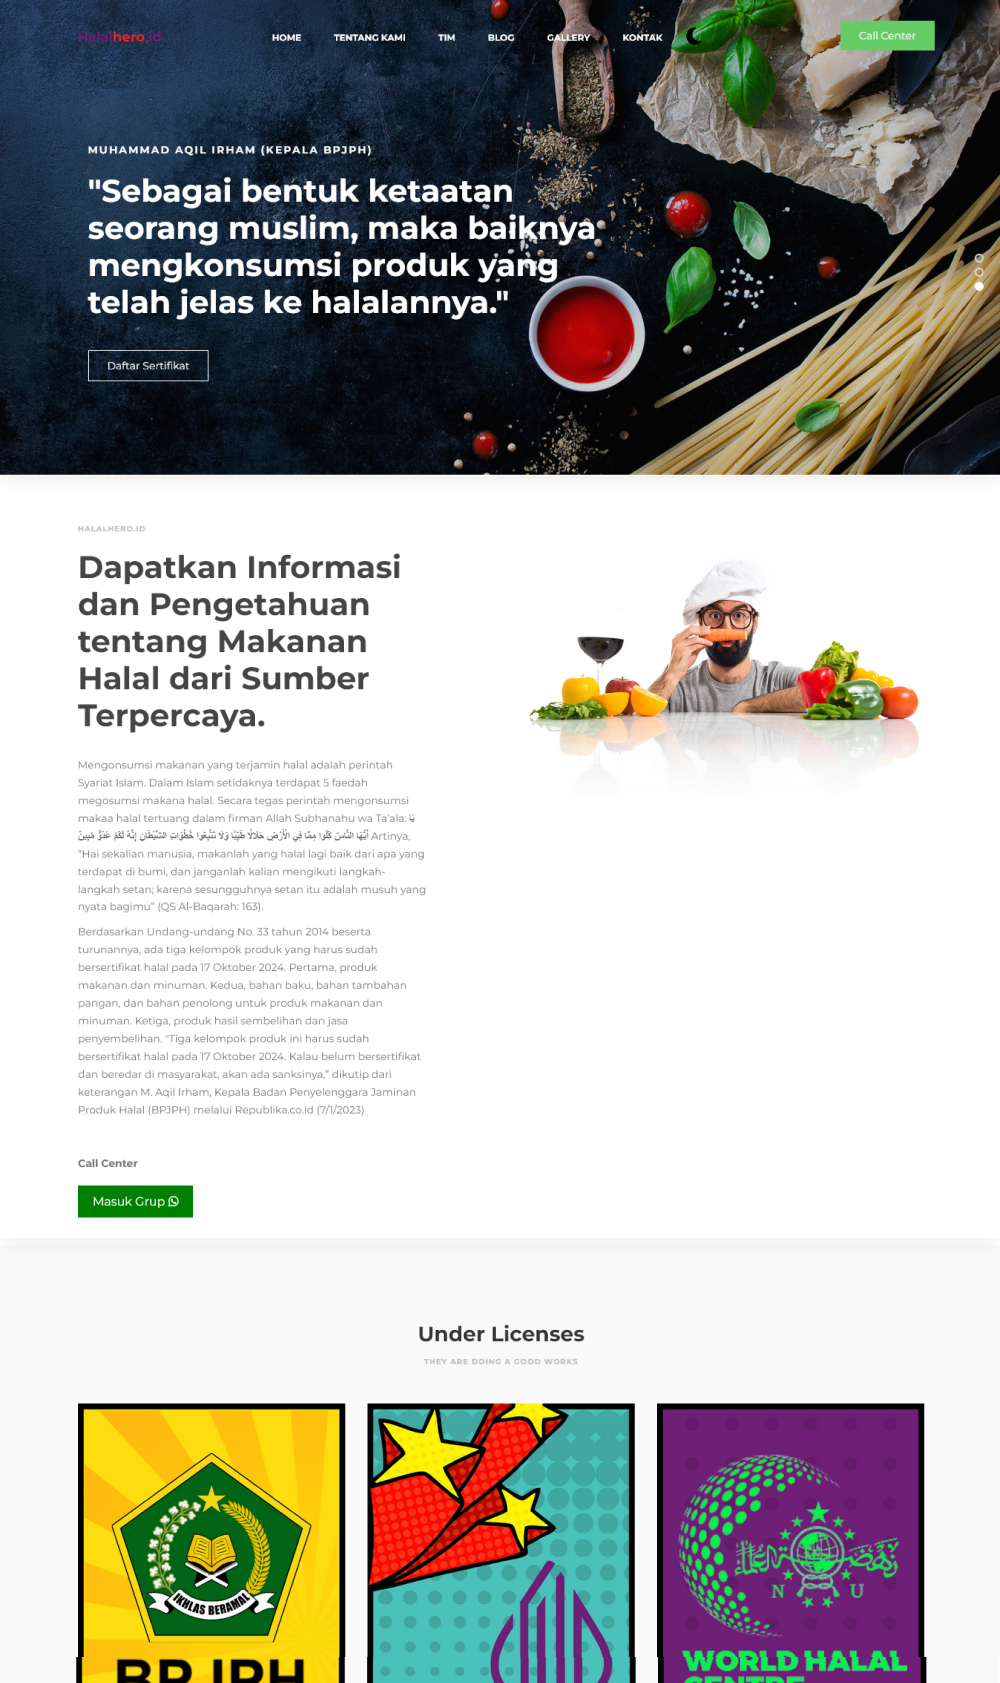 Halalhero.id
HOME
TENTANG KAMI
TIM
BLOG
GALLERY
KONTAK
Call Center
MUHAMMAD AQIL IRHAM (KEPALA BPJPH)
"Sebagai bentuk ketaatan
seorang muslim, maka baiknya
mengkonsumsi produk yang
telah jelas ke halalannya."
Daftar Sertifikat
HALALHERO.ID
Dapatkan Informasi
dan Pengetahuan
tentang Makanan
Halal dari Sumber
Terpercaya.
Mengonsumsi makanan yang terjamin halal adalah perintah
Syariat Islam. Dalam Islam setidaknya terdapat 5 faedah
megosumsi makana halal. Secara tegas perintah mengonsumsi
makaa halal tertuang dalam firman Allah Subhanahu wa Ta'ala: يَا
أَيُّهَا النَّاسُ كُلُوا مِمَّا فِي الْأَرْضِ حَلَالًا طَيِّبًا وَلَا تَتَّبِعُوا خُطُوَاتِ الشَّيْطَانِ إِنَّهُ لَكُمْ عَدُوٌّ مُبِينٌ Artinya,
“Hai sekalian manusia, makanlah yang halal lagi baik dari apa yang
terdapat di bumi, dan janganlah kalian mengikuti langkah-
langkah setan; karena sesungguhnya setan itu adalah musuh yang
nyata bagimu” (QS Al-Baqarah: 163).
Berdasarkan Undang-undang No. 33 tahun 2014 beserta
turunannya, ada tiga kelompok produk yang harus sudah
bersertifikat halal pada 17 Oktober 2024. Pertama, produk
makanan dan minuman. Kedua, bahan baku, bahan tambahan
pangan, dan bahan penolong untuk produk makanan dan
minuman. Ketiga, produk hasil sembelihan dan jasa
penyembelihan. "Tiga kelompok produk ini harus sudah
bersertifikat halal pada 17 Oktober 2024. Kalau belum bersertifikat
dan beredar di masyarakat, akan ada sanksinya,” dikutip dari
keterangan M. Aqil Irham, Kepala Badan Penyelenggara Jaminan
Produk Halal (BPJPH) melalui Republika.co.id (7/1/2023)
Call Center
Masuk Grup
Under Licenses
THEY ARE DOING A GOOD WORKS
IKHLAS BERAMAL
BPJPH
N U
WORLD HALAL
CENTRE